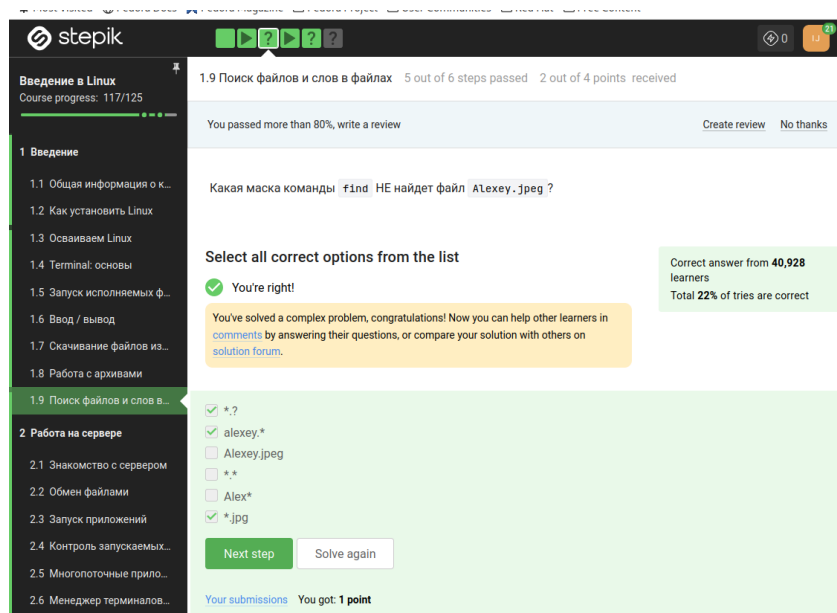 stepik
? ? ?
0
IJ
21
Введение в Linux
Course progress: 117/125
1.9 Поиск файлов и слов в файлах 5 out of 6 steps passed 2 out of 4 points received
You passed more than 80%, write a review Create review No thanks
1 Введение
1.1 Общая информация о к...
1.2 Как установить Linux
1.3 Осваиваем Linux
1.4 Terminal: основы
1.5 Запуск исполняемых ф...
1.6 Ввод / вывод
1.7 Скачивание файлов из...
1.8 Работа с архивами
1.9 Поиск файлов и слов в...
2 Работа на сервере
2.1 Знакомство с сервером
2.2 Обмен файлами
2.3 Запуск приложений
2.4 Контроль запускаемых...
2.5 Многопоточные прило...
2.6 Менеджер терминалов...
Какая маска команды find НЕ найдет файл Alexey.jpeg ?
Select all correct options from the list
You're right!
You've solved a complex problem, congratulations! Now you can help other learners in
comments by answering their questions, or compare your solution with others on
solution forum.
Correct answer from 40,928
learners
Total 22% of tries are correct
*.?
alexey.*
Alexey.jpeg
*.*
Alex*
*.jpg
Next step Solve again
Your submissions You got: 1 point